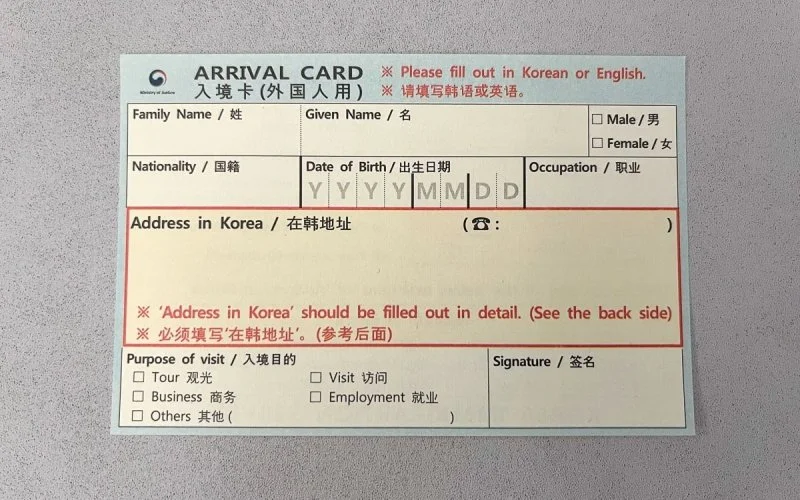 Ministry of Justice
ARRIVAL CARD
入境卡(外国人用)
※ Please fill out in Korean or English.
※ 请填写韩语或英语。
Family Name / 姓
Given Name / 名
□ Male / 男
□ Female / 女
Nationality / 国籍
Date of Birth / 出生日期
Y Y Y Y M M D D
Occupation / 职业
Address in Korea / 在韩地址 (☎ : )
※ 'Address in Korea' should be filled out in detail. (See the back side)
※ 必须填写'在韩地址'。(参考后面)
Purpose of visit / 入境目的
□ Tour 观光 □ Visit 访问
□ Business 商务 □ Employment 就业
□ Others 其他 ( )
Signature / 签名